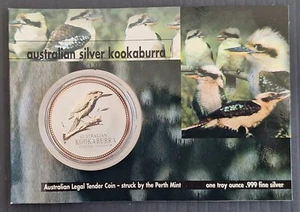 australian silver kookaburra
AUSTRALIAN
KOOKABURRA
Australian Legal Tender Coin - struck by the Perth Mint
one troy ounce .999 fine silver